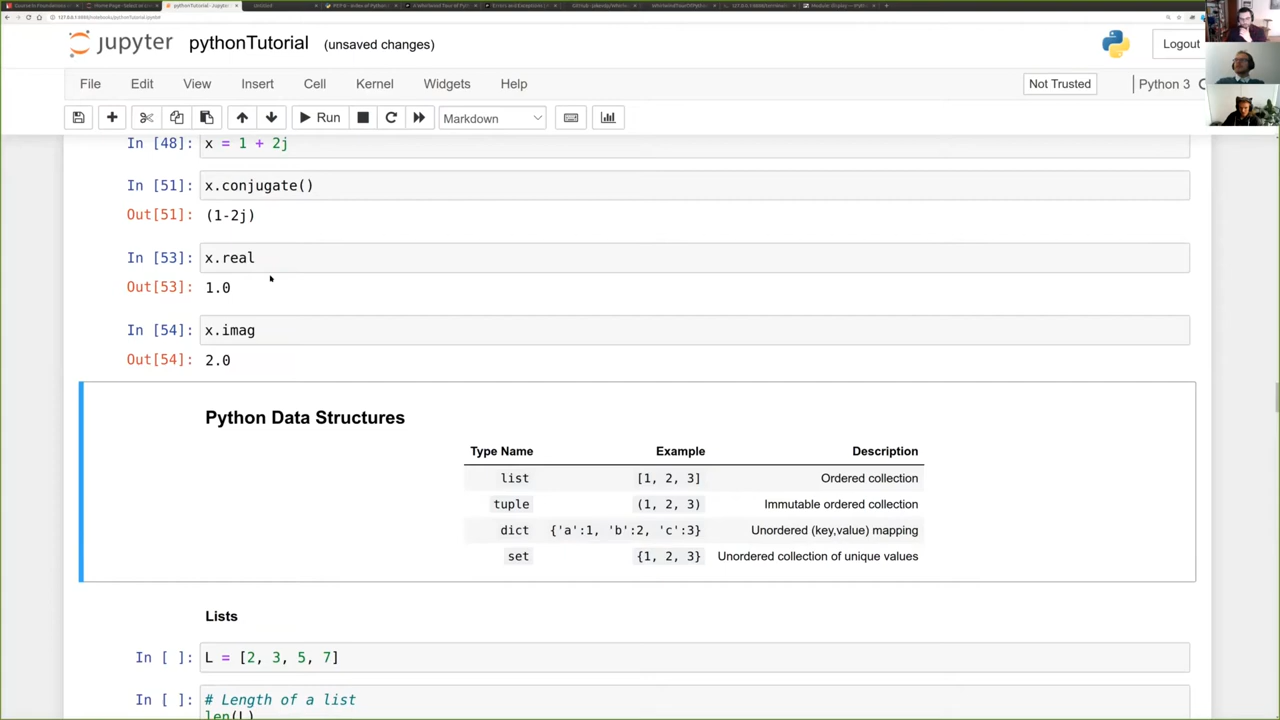 jupyter pythonTutorial (unsaved changes) Logout
File Edit View Insert Cell Kernel Widgets Help Not Trusted Python 3
Run Markdown
In [48]: x = 1 + 2j
In [51]: x.conjugate()
Out[51]: (1-2j)
In [53]: x.real
Out[53]: 1.0
In [54]: x.imag
Out[54]: 2.0
Python Data Structures
Type Name Example Description
list [1, 2, 3] Ordered collection
tuple (1, 2, 3) Immutable ordered collection
dict {'a':1, 'b':2, 'c':3} Unordered (key,value) mapping
set {1, 2, 3} Unordered collection of unique values
Lists
In [ ]: L = [2, 3, 5, 7]
In [ ]: # Length of a list
len(L)